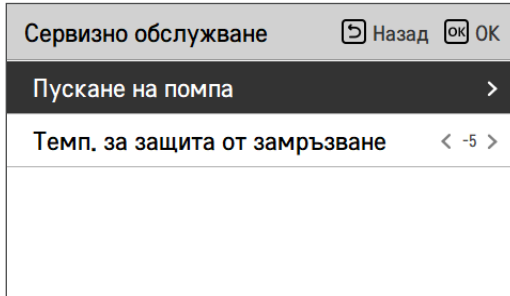 Сервизно обслужване Назад OK OK
Пускане на помпа >
Темп. за защита от замръзване < -5 >